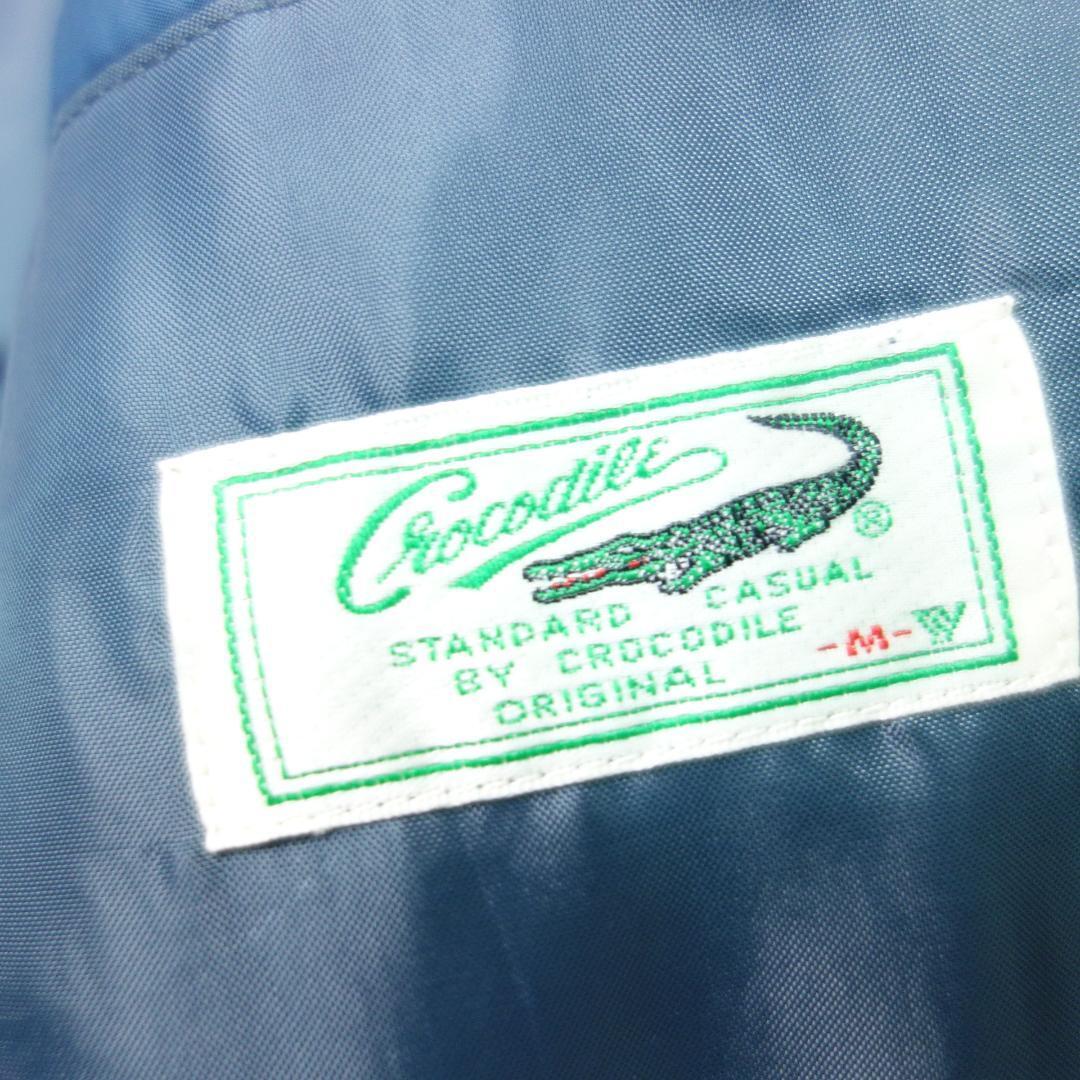 Crocodile
®
STANDARD CASUAL
BY CROCODILE
ORIGINAL
-M-